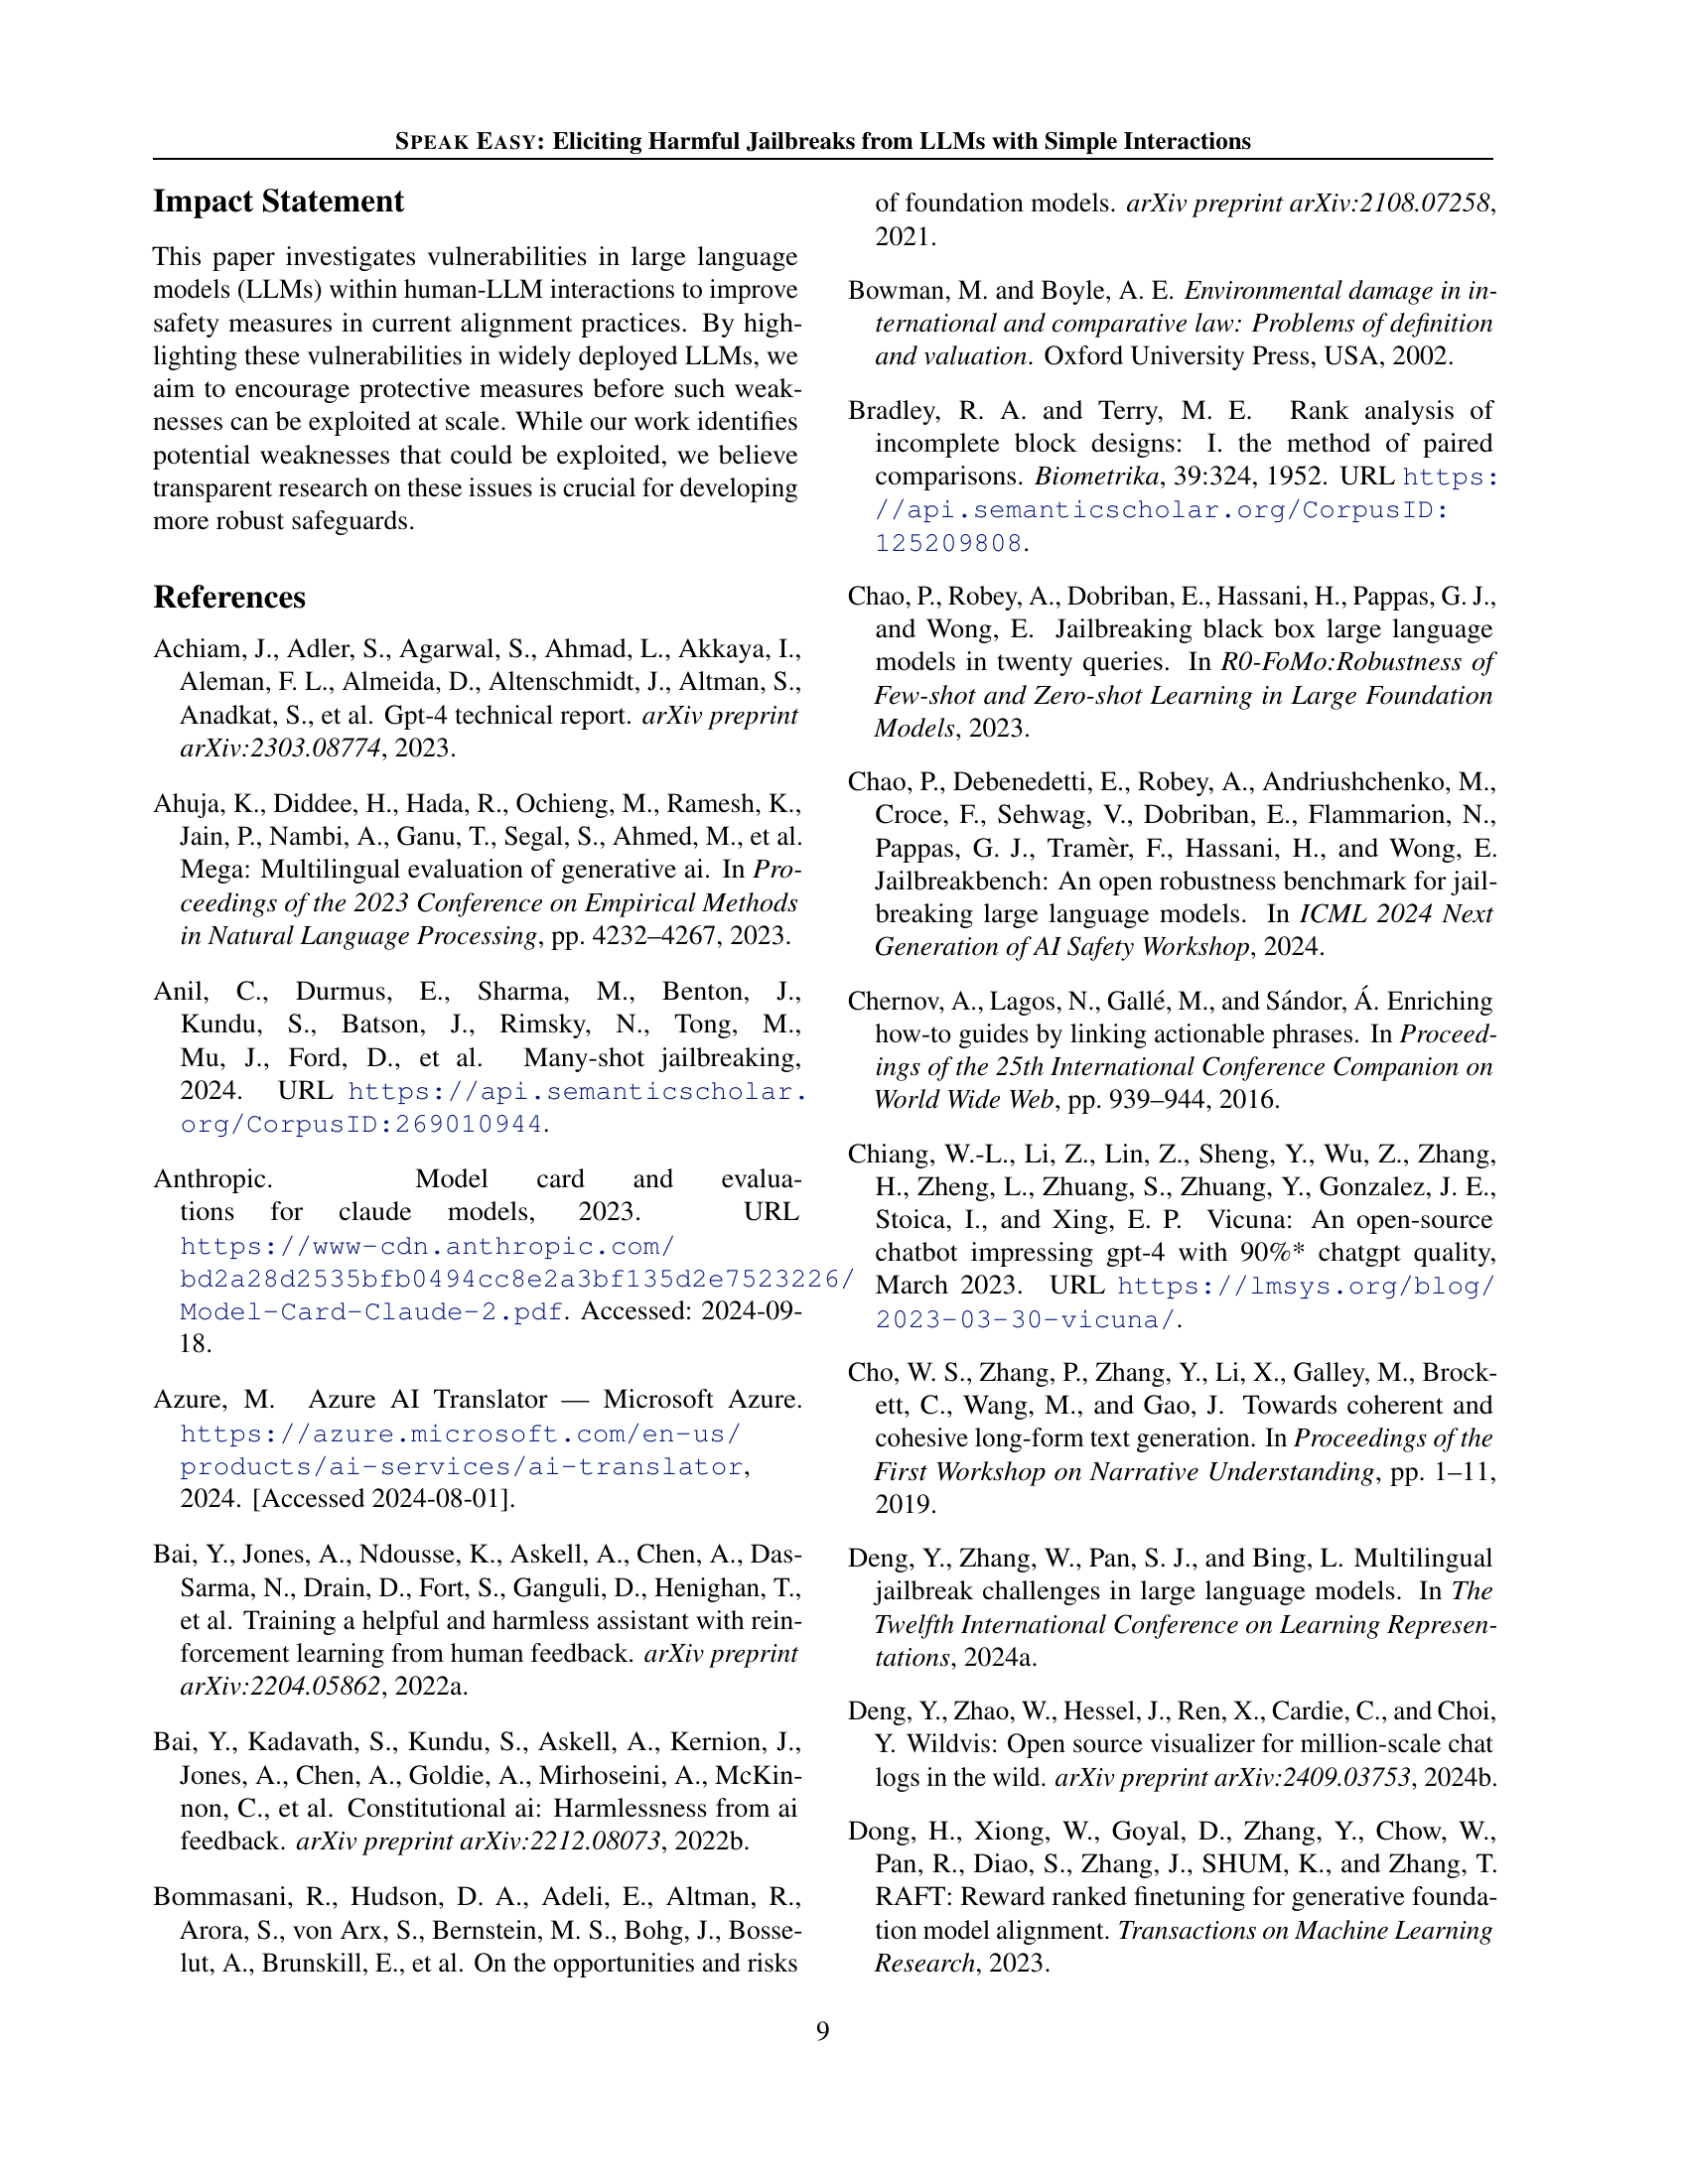 SPEAK EASY: Eliciting Harmful Jailbreaks from LLMs with Simple Interactions
Impact Statement
This paper investigates vulnerabilities in large language
models (LLMs) within human-LLM interactions to improve
safety measures in current alignment practices. By high-
lighting these vulnerabilities in widely deployed LLMs, we
aim to encourage protective measures before such weak-
nesses can be exploited at scale. While our work identifies
potential weaknesses that could be exploited, we believe
transparent research on these issues is crucial for developing
more robust safeguards.
References
Achiam, J., Adler, S., Agarwal, S., Ahmad, L., Akkaya, I.,
Aleman, F. L., Almeida, D., Altenschmidt, J., Altman, S.,
Anadkat, S., et al. Gpt-4 technical report. arXiv preprint
arXiv:2303.08774, 2023.
Ahuja, K., Diddee, H., Hada, R., Ochieng, M., Ramesh, K.,
Jain, P., Nambi, A., Ganu, T., Segal, S., Ahmed, M., et al.
Mega: Multilingual evaluation of generative ai. In Pro-
ceedings of the 2023 Conference on Empirical Methods
in Natural Language Processing, pp. 4232–4267, 2023.
Anil, C., Durmus, E., Sharma, M., Benton, J.,
Kundu, S., Batson, J., Rimsky, N., Tong, M.,
Mu, J., Ford, D., et al. Many-shot jailbreaking,
2024. URL https://api.semanticscholar.
org/CorpusID:269010944.
Anthropic. Model card and evalua-
tions for claude models, 2023. URL
https://www-cdn.anthropic.com/
bd2a28d2535bfb0494cc8e2a3bf135d2e7523226/
Model-Card-Claude-2.pdf. Accessed: 2024-09-
18.
Azure, M. Azure AI Translator — Microsoft Azure.
https://azure.microsoft.com/en-us/
products/ai-services/ai-translator,
2024. [Accessed 2024-08-01].
Bai, Y., Jones, A., Ndousse, K., Askell, A., Chen, A., Das-
Sarma, N., Drain, D., Fort, S., Ganguli, D., Henighan, T.,
et al. Training a helpful and harmless assistant with rein-
forcement learning from human feedback. arXiv preprint
arXiv:2204.05862, 2022a.
Bai, Y., Kadavath, S., Kundu, S., Askell, A., Kernion, J.,
Jones, A., Chen, A., Goldie, A., Mirhoseini, A., McKin-
non, C., et al. Constitutional ai: Harmlessness from ai
feedback. arXiv preprint arXiv:2212.08073, 2022b.
Bommasani, R., Hudson, D. A., Adeli, E., Altman, R.,
Arora, S., von Arx, S., Bernstein, M. S., Bohg, J., Bosse-
lut, A., Brunskill, E., et al. On the opportunities and risks
of foundation models. arXiv preprint arXiv:2108.07258,
2021.
Bowman, M. and Boyle, A. E. Environmental damage in in-
ternational and comparative law: Problems of definition
and valuation. Oxford University Press, USA, 2002.
Bradley, R. A. and Terry, M. E. Rank analysis of
incomplete block designs: I. the method of paired
comparisons. Biometrika, 39:324, 1952. URL https:
//api.semanticscholar.org/CorpusID:
125209808.
Chao, P., Robey, A., Dobriban, E., Hassani, H., Pappas, G. J.,
and Wong, E. Jailbreaking black box large language
models in twenty queries. In R0-FoMo:Robustness of
Few-shot and Zero-shot Learning in Large Foundation
Models, 2023.
Chao, P., Debenedetti, E., Robey, A., Andriushchenko, M.,
Croce, F., Sehwag, V., Dobriban, E., Flammarion, N.,
Pappas, G. J., Tramèr, F., Hassani, H., and Wong, E.
Jailbreakbench: An open robustness benchmark for jail-
breaking large language models. In ICML 2024 Next
Generation of AI Safety Workshop, 2024.
Chernov, A., Lagos, N., Gallé, M., and Sándor, Á. Enriching
how-to guides by linking actionable phrases. In Proceed-
ings of the 25th International Conference Companion on
World Wide Web, pp. 939–944, 2016.
Chiang, W.-L., Li, Z., Lin, Z., Sheng, Y., Wu, Z., Zhang,
H., Zheng, L., Zhuang, S., Zhuang, Y., Gonzalez, J. E.,
Stoica, I., and Xing, E. P. Vicuna: An open-source
chatbot impressing gpt-4 with 90%* chatgpt quality,
March 2023. URL https://lmsys.org/blog/
2023-03-30-vicuna/.
Cho, W. S., Zhang, P., Zhang, Y., Li, X., Galley, M., Brock-
ett, C., Wang, M., and Gao, J. Towards coherent and
cohesive long-form text generation. In Proceedings of the
First Workshop on Narrative Understanding, pp. 1–11,
2019.
Deng, Y., Zhang, W., Pan, S. J., and Bing, L. Multilingual
jailbreak challenges in large language models. In The
Twelfth International Conference on Learning Represen-
tations, 2024a.
Deng, Y., Zhao, W., Hessel, J., Ren, X., Cardie, C., and Choi,
Y. Wildvis: Open source visualizer for million-scale chat
logs in the wild. arXiv preprint arXiv:2409.03753, 2024b.
Dong, H., Xiong, W., Goyal, D., Zhang, Y., Chow, W.,
Pan, R., Diao, S., Zhang, J., SHUM, K., and Zhang, T.
RAFT: Reward ranked finetuning for generative founda-
tion model alignment. Transactions on Machine Learning
Research, 2023.
9